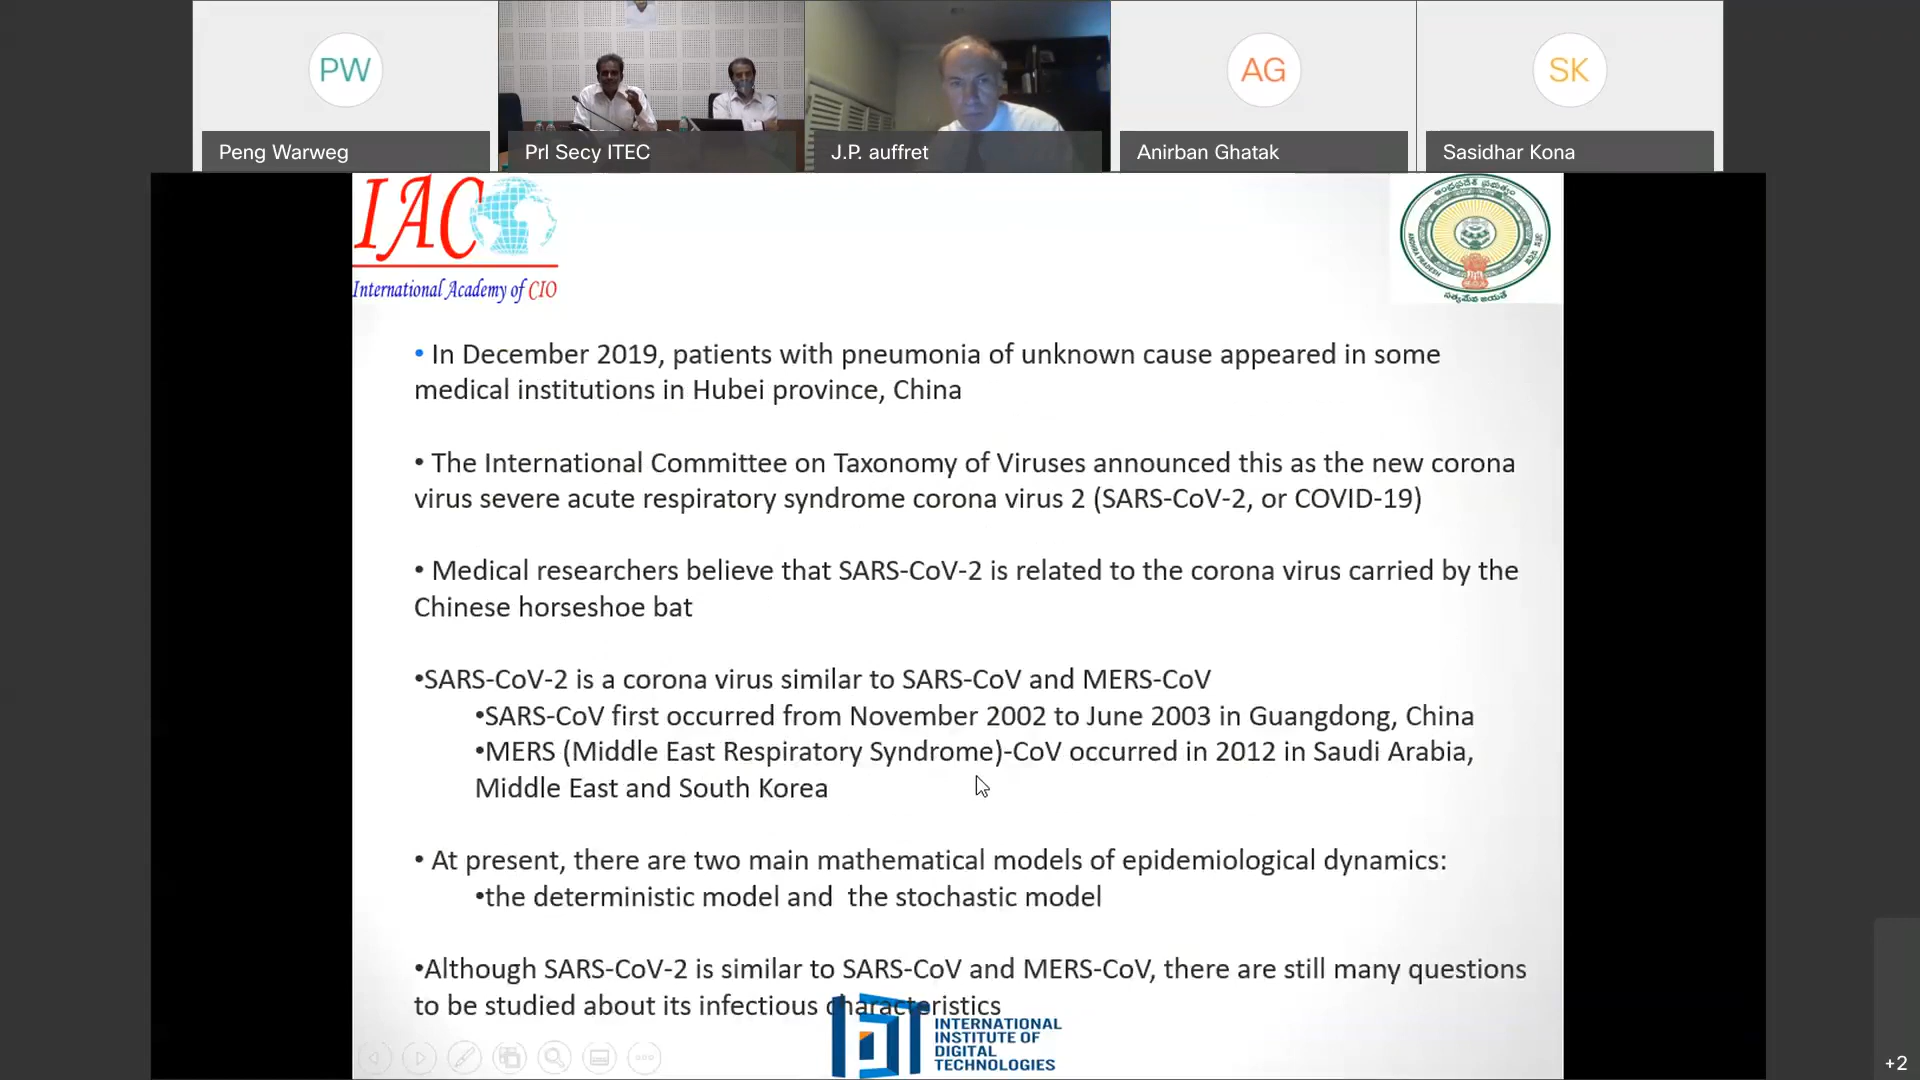 PW
AG
SK
Peng Warweg
Prl Secy ITEC
J.P. auffret
Anirban Ghatak
Sasidhar Kona
IAC
International Academy of CIO
ఆంధ్రప్రదేశ్ ప్రభుత్వం
ANDHRA PRADESH
సత్యమేవ జయతే
• In December 2019, patients with pneumonia of unknown cause appeared in some
medical institutions in Hubei province, China
• The International Committee on Taxonomy of Viruses announced this as the new corona
virus severe acute respiratory syndrome corona virus 2 (SARS-CoV-2, or COVID-19)
• Medical researchers believe that SARS-CoV-2 is related to the corona virus carried by the
Chinese horseshoe bat
•SARS-CoV-2 is a corona virus similar to SARS-CoV and MERS-CoV
•SARS-CoV first occurred from November 2002 to June 2003 in Guangdong, China
•MERS (Middle East Respiratory Syndrome)-CoV occurred in 2012 in Saudi Arabia,
Middle East and South Korea
• At present, there are two main mathematical models of epidemiological dynamics:
•the deterministic model and  the stochastic model
•Although SARS-CoV-2 is similar to SARS-CoV and MERS-CoV, there are still many questions
to be studied about its infectious characteristics
INTERNATIONAL
INSTITUTE OF
DIGITAL
TECHNOLOGIES
+2